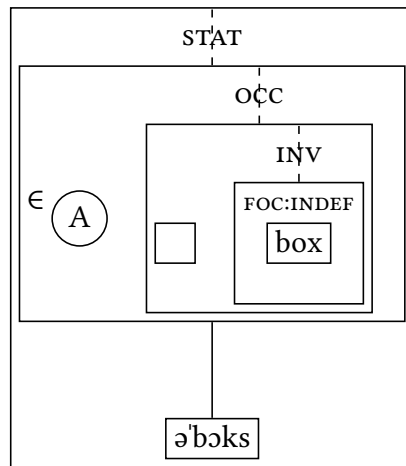 STAT
OCC
INV
FOC:INDEF
∈ A
box
əˈbɔks